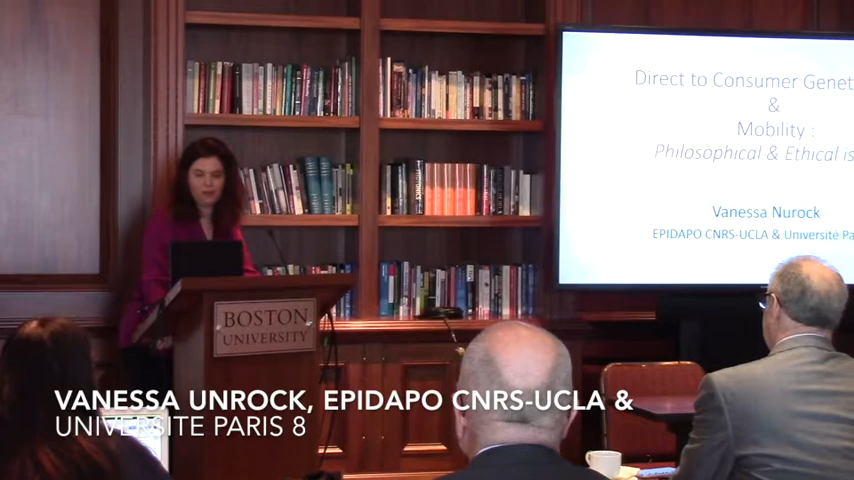 Direct to Consumer Genet
&
Mobility :
Philosophical & Ethical is
Vanessa Nurock
EPIDAPO CNRS-UCLA & Université Pa
BOSTON
UNIVERSITY
VANESSA UNROCK, EPIDAPO CNRS-UCLA &
UNIVERSITE PARIS 8